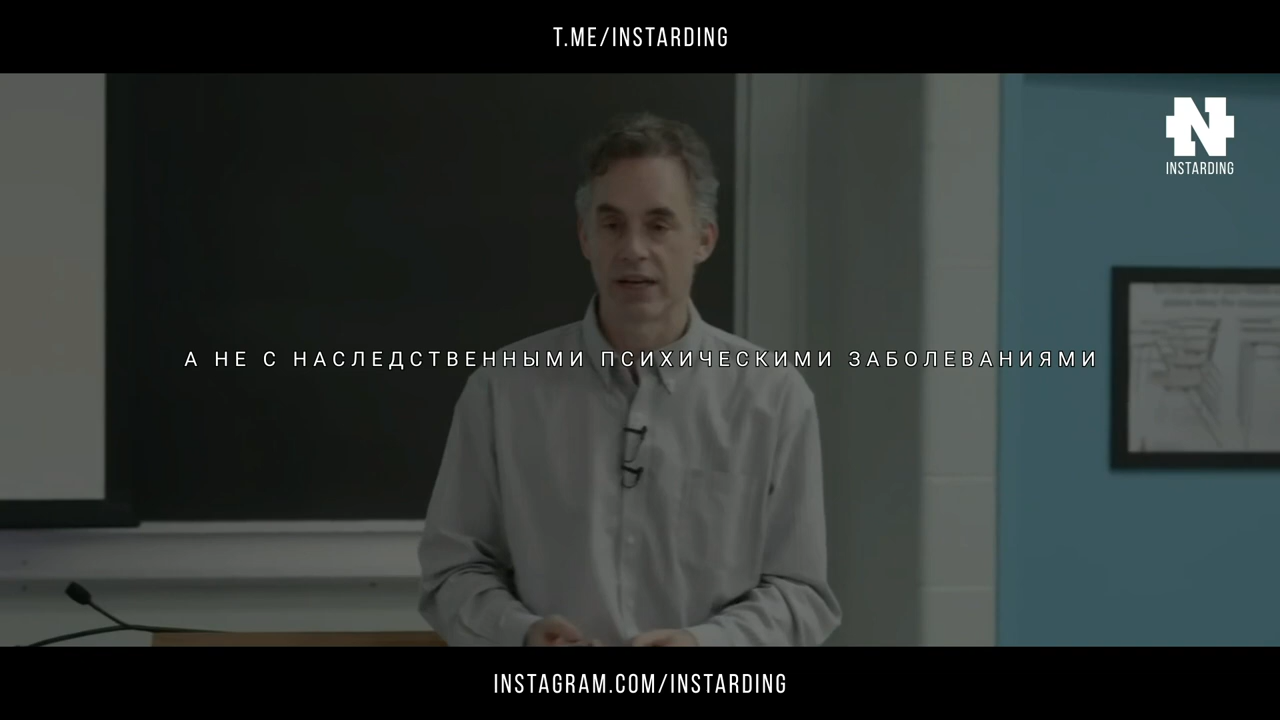 T.ME/INSTARDING
N
INSTARDING
А НЕ С НАСЛЕДСТВЕННЫМИ ПСИХИЧЕСКИМИ ЗАБОЛЕВАНИЯМИ
INSTAGRAM.COM/INSTARDING